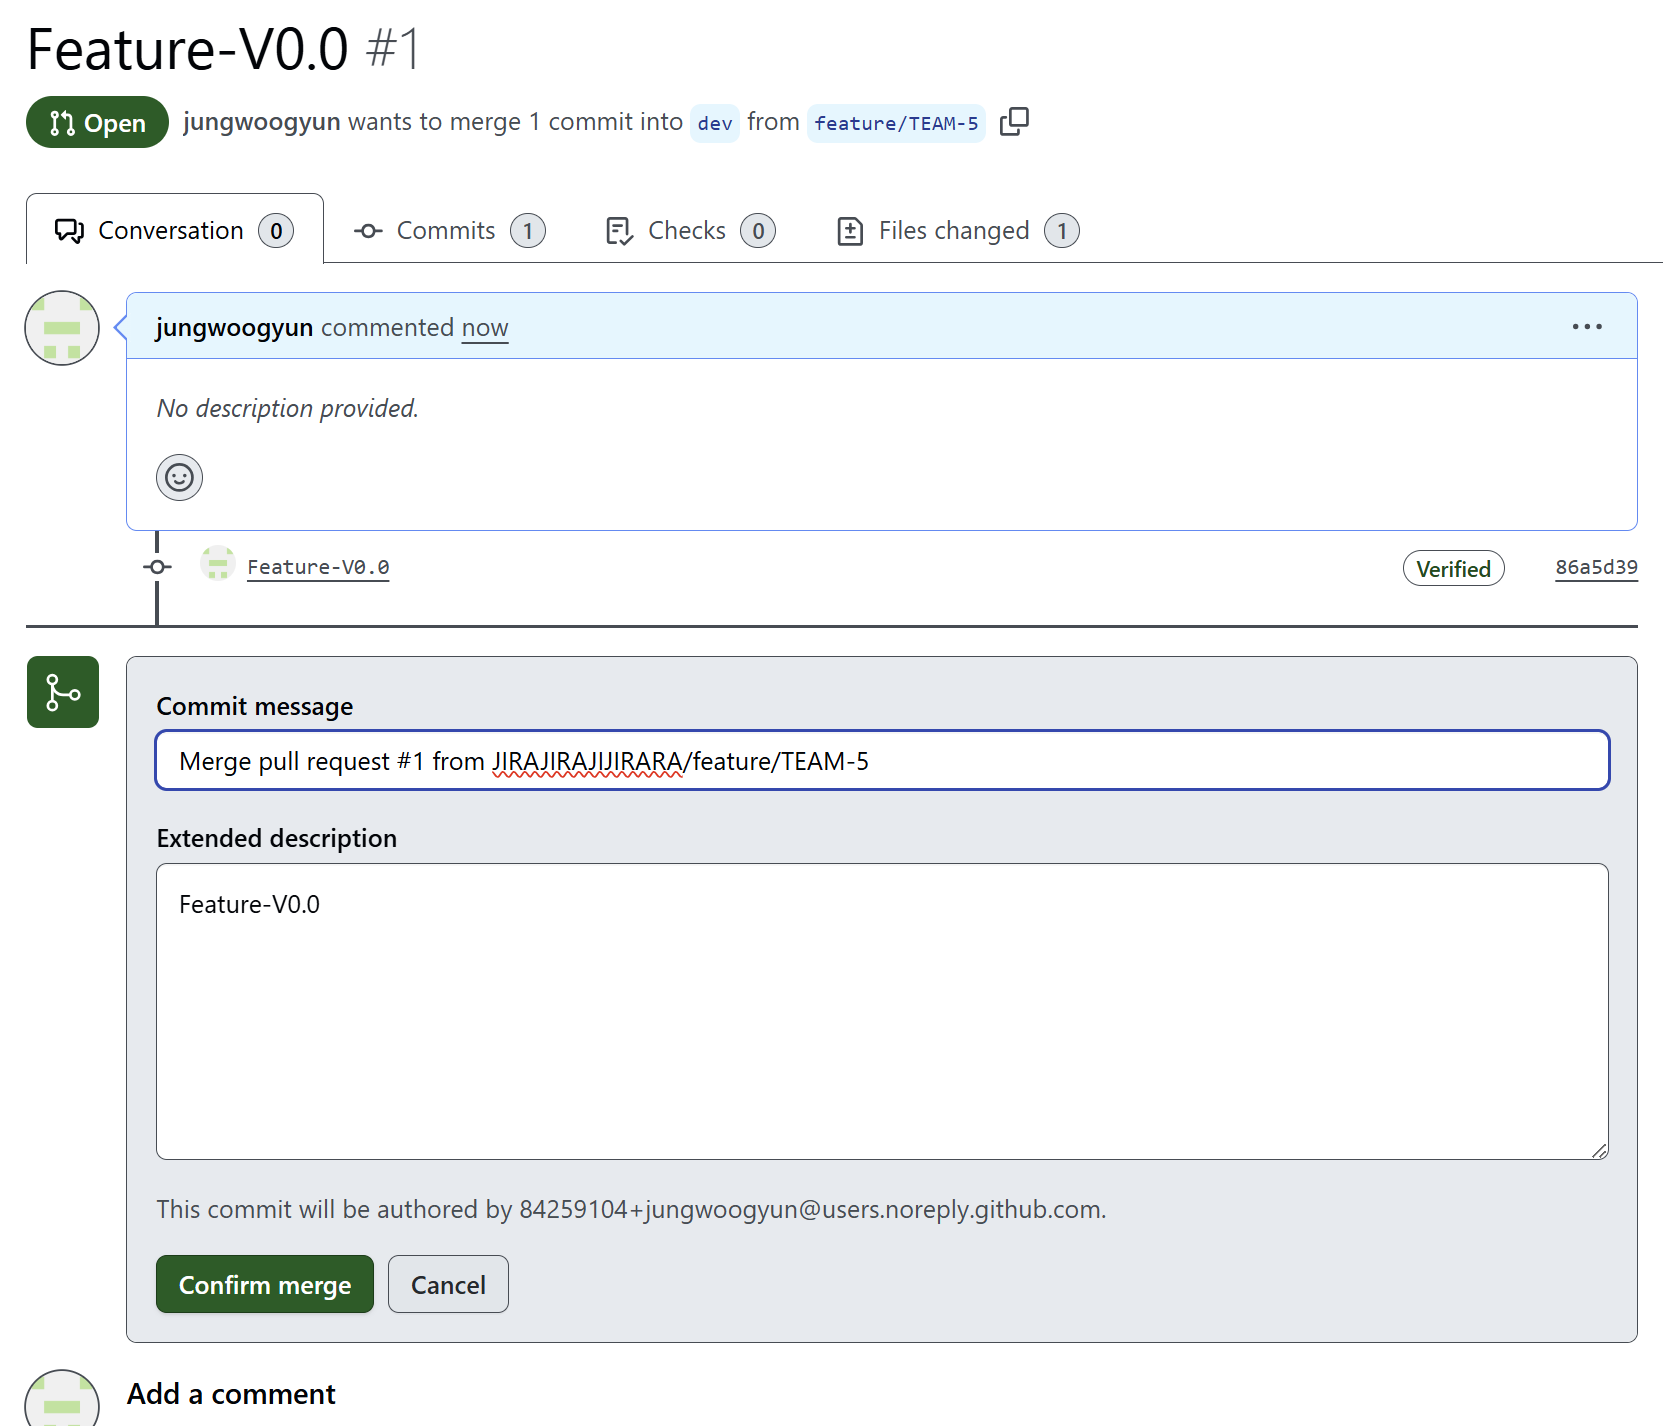 Feature-V0.0 #1
Open jungwoogyun wants to merge 1 commit into dev from feature/TEAM-5
Conversation 0 Commits 1 Checks 0 Files changed 1
jungwoogyun commented now
No description provided.
Feature-V0.0 Verified 86a5d39
Commit message
Merge pull request #1 from JIRAJIRAJIJIRARA/feature/TEAM-5
Extended description
Feature-V0.0
This commit will be authored by 84259104+jungwoogyun@users.noreply.github.com.
Confirm merge Cancel
Add a comment